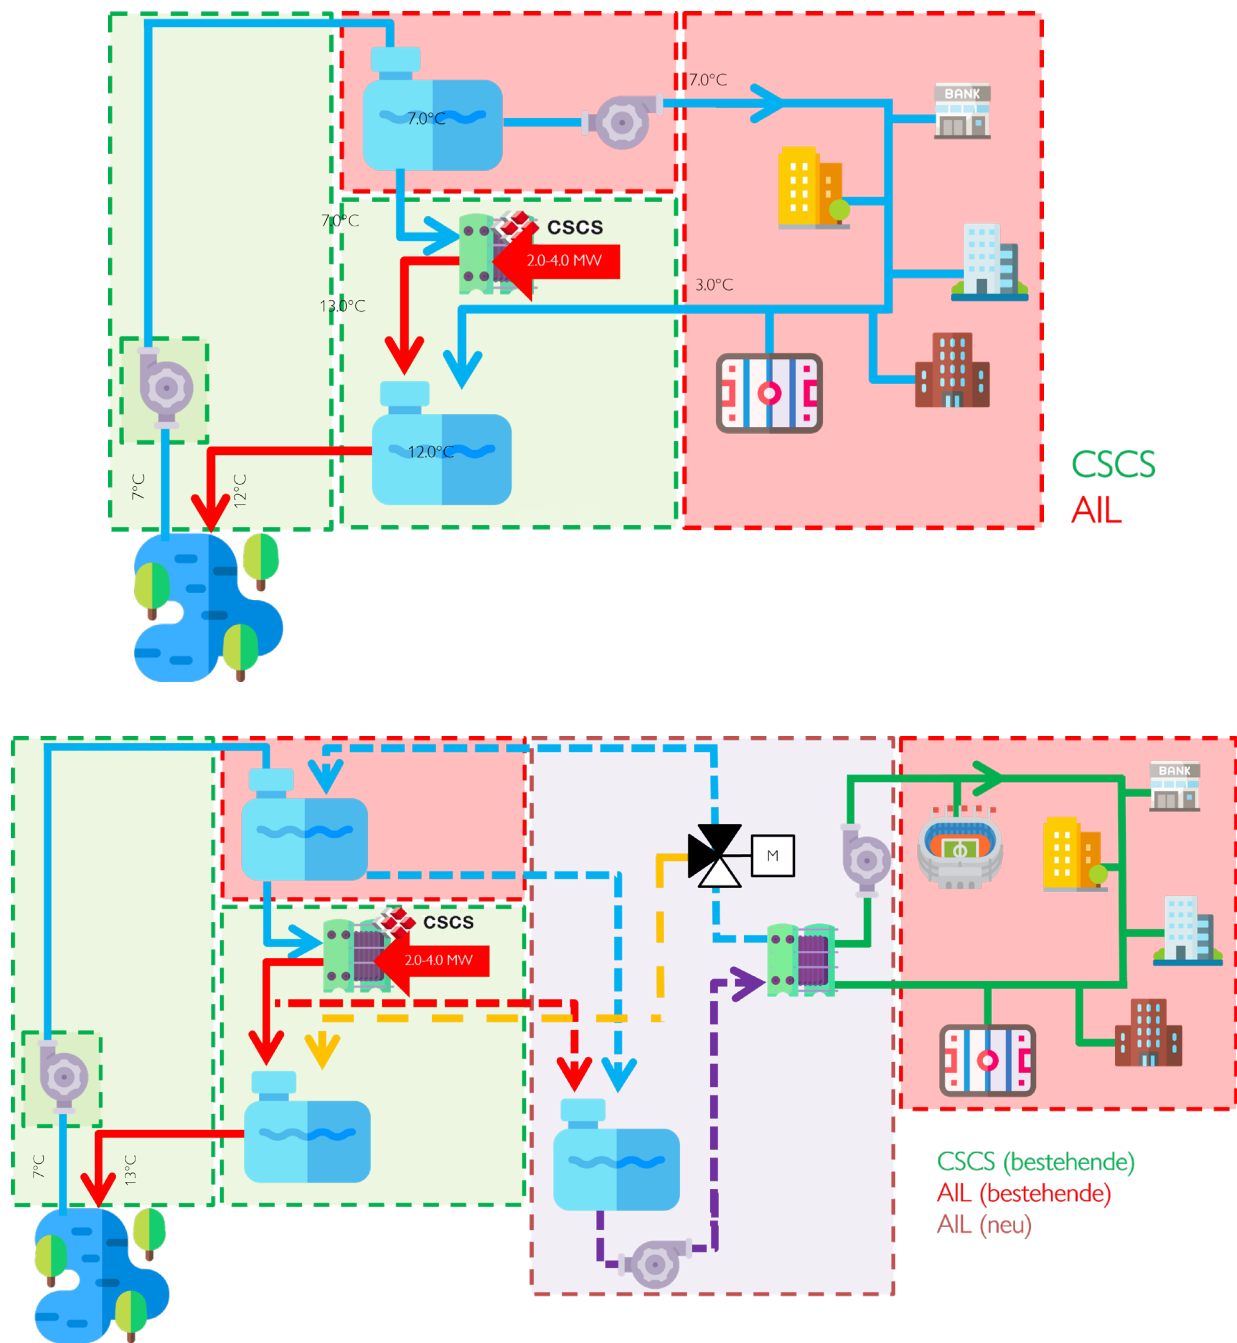 7.0°C
BANK
7.0°C
7.0°C
CSCS
2.0-4.0 MW
3.0°C
13.0°C
12.0°C
7°C
12°C
CSCS
AIL
BANK
M
CSCS
2.0-4.0 MW
7°C
13°C
CSCS (bestehende)
AIL (bestehende)
AIL (neu)